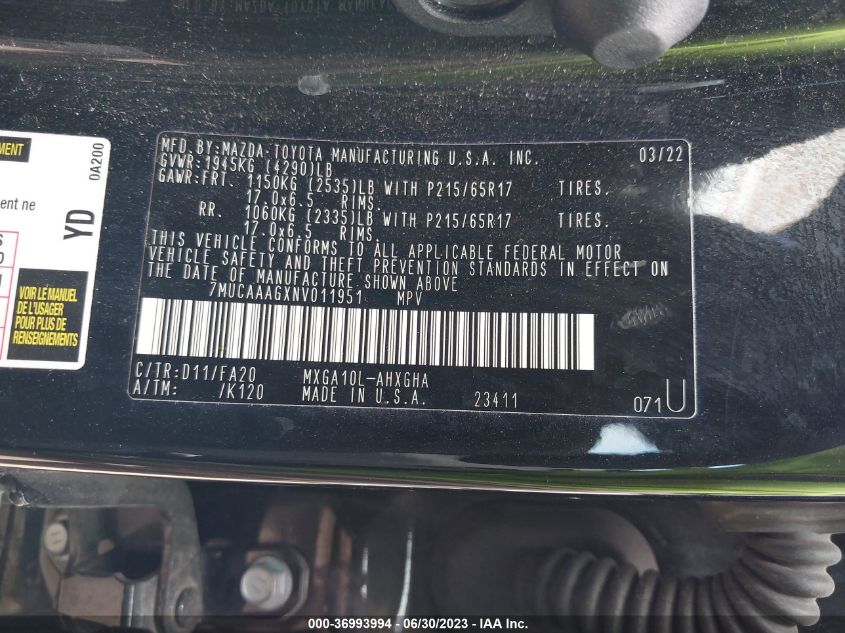 MENT
ment ne
YD
0A200
VOIR LE MANUEL
DE L'USAGER
POUR PLUS DE
RENSEIGNEMENTS
MFD. BY: MAZDA-TOYOTA MANUFACTURING U.S.A. INC. 03/22
GVWR: 1945KG (4290)LB
GAWR: FRT. 1150KG (2535)LB WITH P215/65R17 TIRES.
17.0x6.5 RIMS.
RR. 1060KG (2335)LB WITH P215/65R17 TIRES.
17.0x6.5 RIMS.
THIS VEHICLE CONFORMS TO ALL APPLICABLE FEDERAL MOTOR
VEHICLE SAFETY AND THEFT PREVENTION STANDARDS IN EFFECT ON
THE DATE OF MANUFACTURE SHOWN ABOVE
7MUCAAAGXNV011951 MPV
C/TR: D11/FA20 MXGA10L-AHXGHA
A/TM: /K120 MADE IN U.S.A. 23411
071U
000-36993994 - 06/30/2023 - IAA Inc.